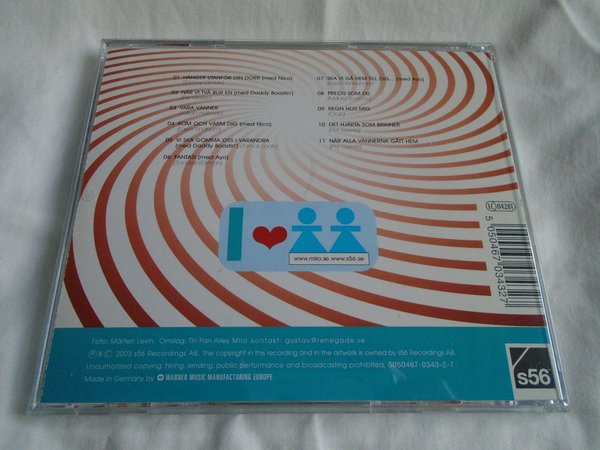 01 HÄNGER UTANFÖR DIN DÖRR (med Nico)
02 NÄR VI TVÅ BLIR EN (med Daddy Boastin')
03 VÅRA VÄNNER
04 KOM OCH VÄRM DIG (med Nico)
05 VI SKA GÖMMA OSS I VARANDRA
(med Daddy Boastin')
06 FANTASI (med Ayo)
07 SKA VI GÅ HEM TILL DIG... (med Ayo)
08 PRECIS SOM DU
09 REGN HOS MIG
10 DET HJÄRTA SOM BRINNER
(Per Gessle)
11 NÄR ALLA VÄNNERNA GÅTT HEM
(Per Gessle)
LC 04281
5 050467 034327
I
www.milo.se www.s56.se
Foto: Mårten Levin, Omslag: Tin Pan Alley, Milo kontakt: gustav@renegade.se
Ⓟ & © 2003 s56 Recordings AB. The copyright in the recording and in the artwork is owned by s56 Recordings AB.
Unauthorized copying, hiring, lending, public performance and broadcasting prohibited. 5050467-0343-2-7
Made in Germany by WARNER MUSIC MANUFACTURING EUROPE
s56